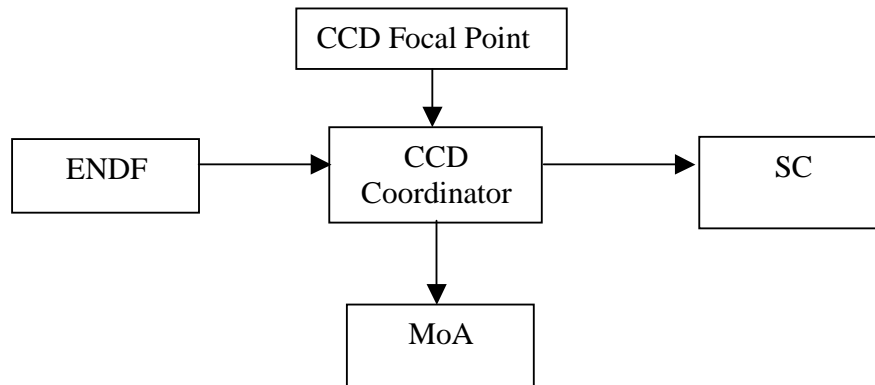 CCD Focal Point
ENDF
CCD
Coordinator
SC
MoA